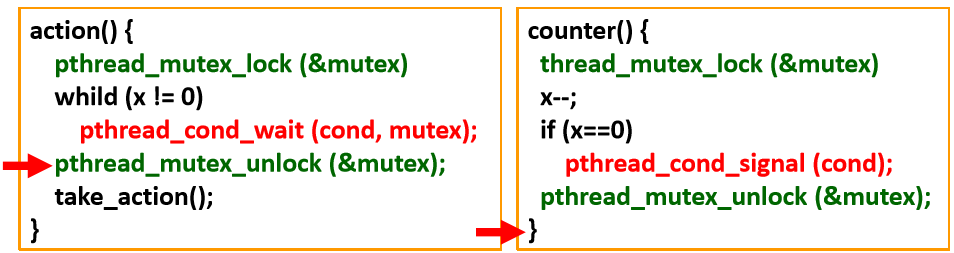 action() {
pthread_mutex_lock (&mutex)
whild (x != 0)
pthread_cond_wait (cond, mutex);
pthread_mutex_unlock (&mutex);
take_action();
}
counter() {
thread_mutex_lock (&mutex)
x--;
if (x==0)
pthread_cond_signal (cond);
pthread_mutex_unlock (&mutex);
}